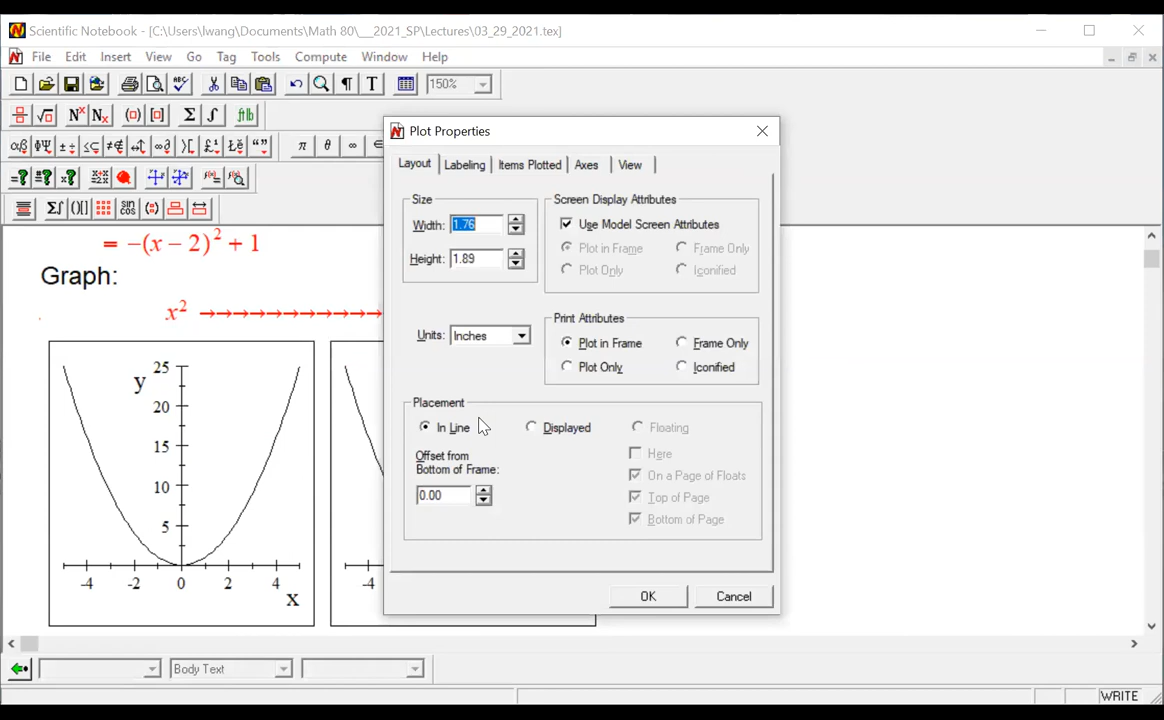 Scientific Notebook - [C:\Users\lwang\Documents\Math 80\__2021_SP\Lectures\03_29_2021.tex]
File Edit Insert View Go Tag Tools Compute Window Help
150%
= -(x - 2)² + 1
Graph:
x² →→→→→→→→→→→→→→→
y
25
20
15
10
5
-4 -2 0 2 4
x
-4
Plot Properties
Layout Labeling Items Plotted Axes View
Size
Width: 1.76
Height: 1.89
Units: Inches
Screen Display Attributes
Use Model Screen Attributes
Plot in Frame Frame Only
Plot Only Iconified
Print Attributes
Plot in Frame Frame Only
Plot Only Iconified
Placement
In Line Displayed Floating
Offset from
Bottom of Frame:
0.00
Here
On a Page of Floats
Top of Page
Bottom of Page
OK Cancel
Body Text
WRITE